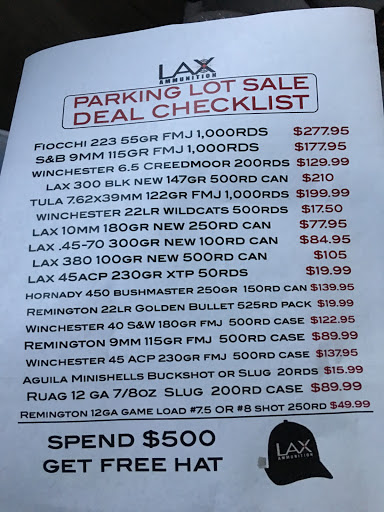 LAX
AMMUNITION
PARKING LOT SALE
DEAL CHECKLIST
FIOCCHI 223 55GR FMJ 1,000RDS $277.95
S&B 9MM 115GR FMJ 1,000RDS $177.95
WINCHESTER 6.5 CREEDMOOR 200RDS $129.99
LAX 300 BLK NEW 147GR 500RD CAN $210
TULA 7.62X39MM 122GR FMJ 1,000RDS $199.99
WINCHESTER 22LR WILDCATS 500RDS $17.50
LAX 10MM 180GR NEW 250RD CAN $77.95
LAX .45-70 300GR NEW 100RD CAN $84.95
LAX 380 100GR NEW 500RD CAN $105
LAX 45ACP 230GR XTP 50RDS $19.99
HORNADY 450 BUSHMASTER 250GR 150RD CAN $139.95
REMINGTON 22LR GOLDEN BULLET 525RD PACK $19.99
WINCHESTER 40 S&W 180GR FMJ 500RD CASE $122.95
REMINGTON 9MM 115GR FMJ 500RD CASE $89.99
WINCHESTER 45 ACP 230GR FMJ 500RD CASE $137.95
AGUILA MINISHELLS BUCKSHOT OR SLUG 20RDS $15.99
RUAG 12 GA 7/8OZ SLUG 200RD CASE $89.99
REMINGTON 12GA GAME LOAD #7.5 OR #8 SHOT 250RD $49.99
SPEND $500
GET FREE HAT
LAX
AMMUNITION